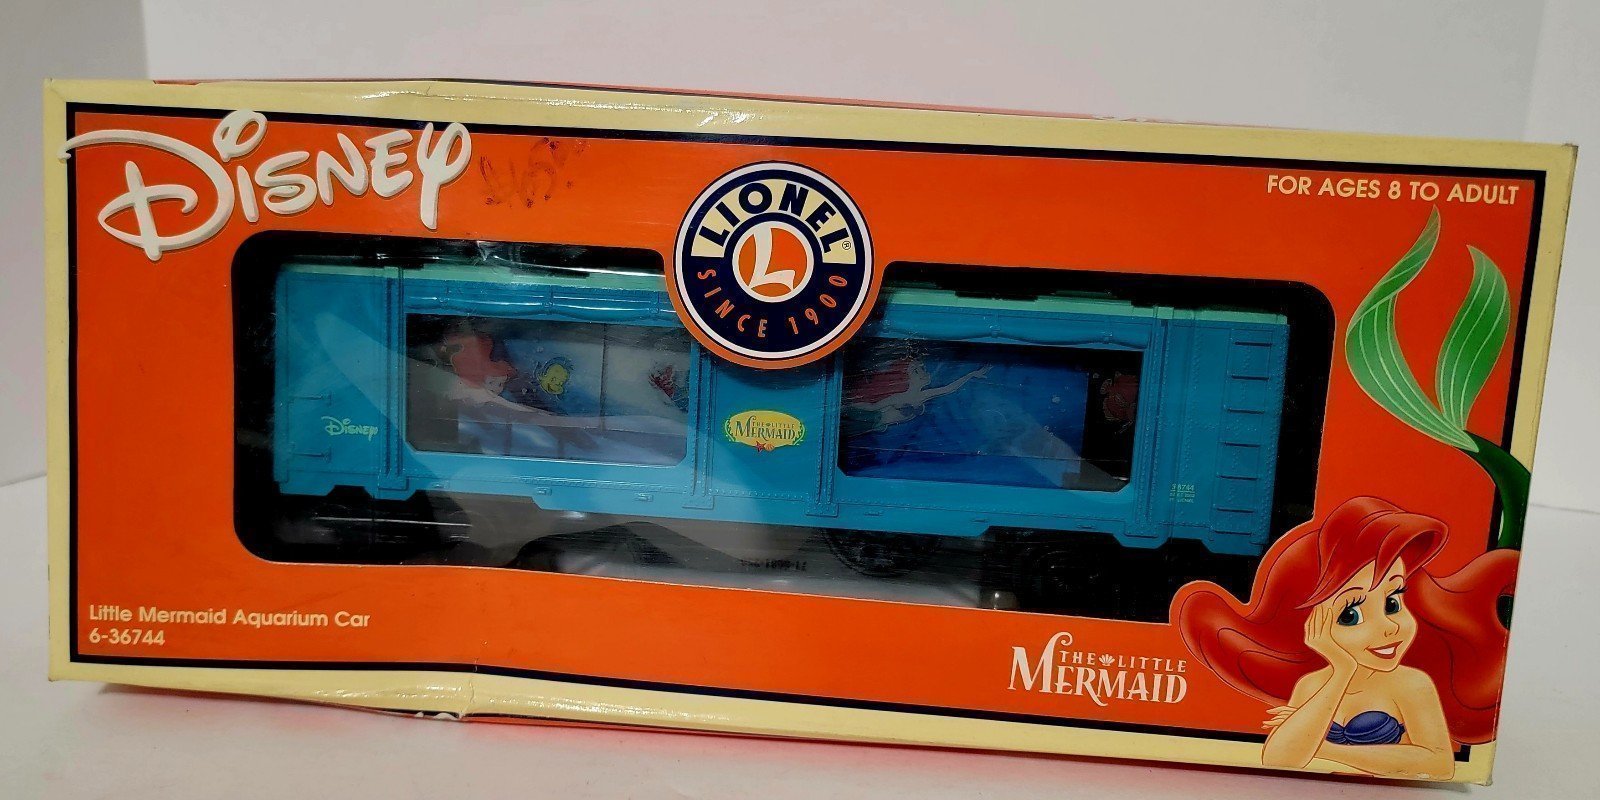 DISNEY
FOR AGES 8 TO ADULT
LIONEL®
L
SINCE 1900
DISNEY
THE LITTLE
MERMAID
36744
Little Mermaid Aquarium Car
6-36744
THE LITTLE
MERMAID